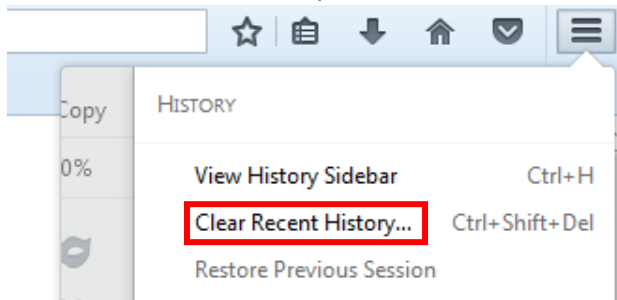 Copy
HISTORY
0%
View History Sidebar Ctrl+H
Clear Recent History... Ctrl+Shift+Del
Restore Previous Session